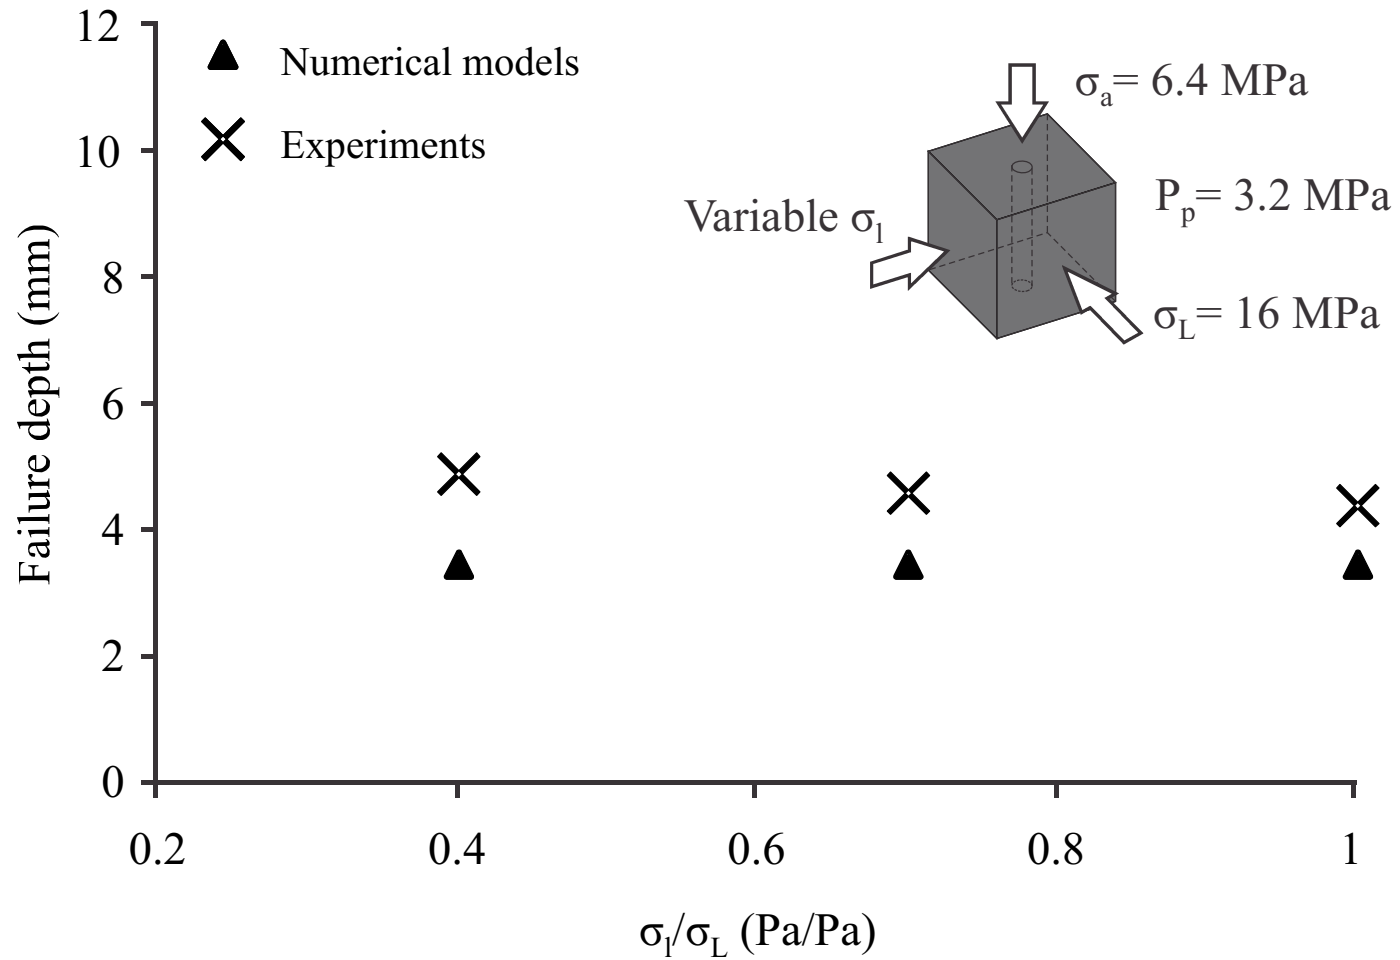 12
10
8
6
4
2
0
Failure depth (mm)
Numerical models
Experiments
σa= 6.4 MPa
Pp= 3.2 MPa
Variable σl
σL= 16 MPa
0.2 0.4 0.6 0.8 1
σl/σL (Pa/Pa)